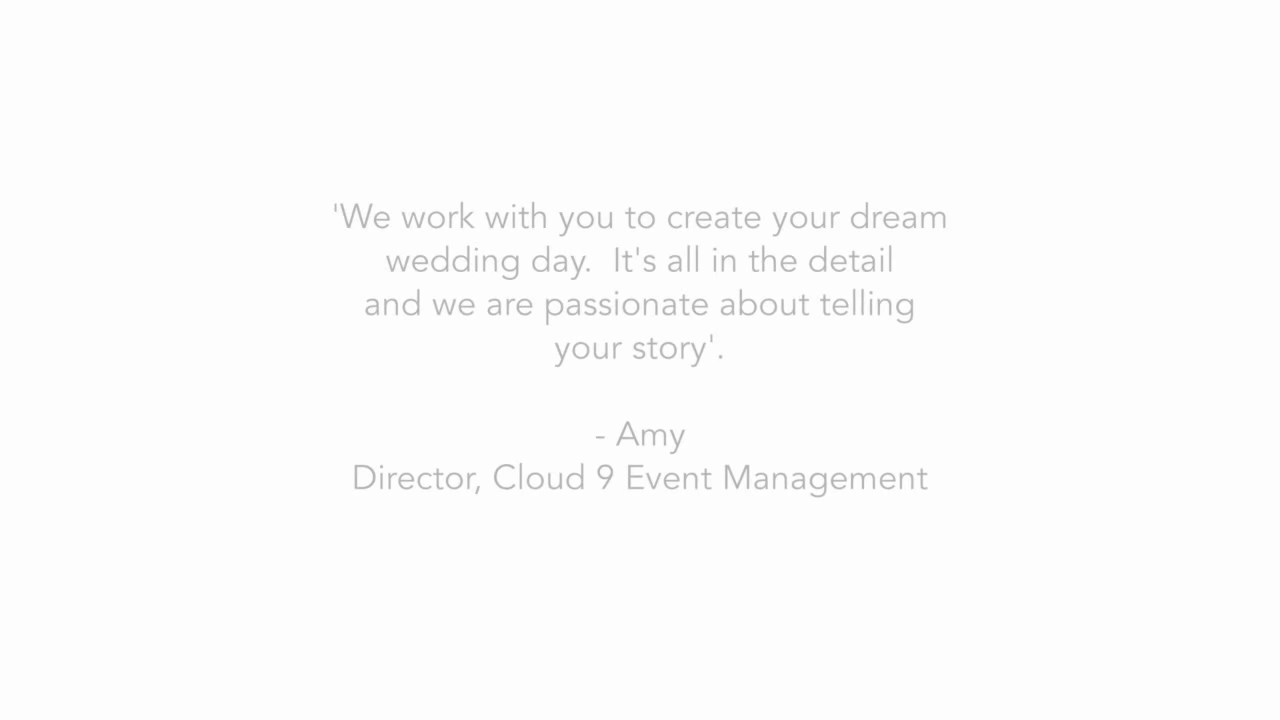 'We work with you to create your dream
wedding day.  It's all in the detail
and we are passionate about telling
your story'.
- Amy
Director, Cloud 9 Event Management